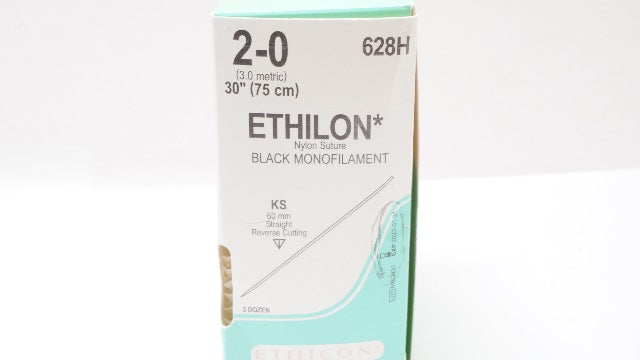 2-0
628H
(3.0 metric)
30" (75 cm)
ETHILON*
Nylon Suture
BLACK MONOFILAMENT
KS
60 mm
Straight
Reverse Cutting
3 DOZEN
ETHICON